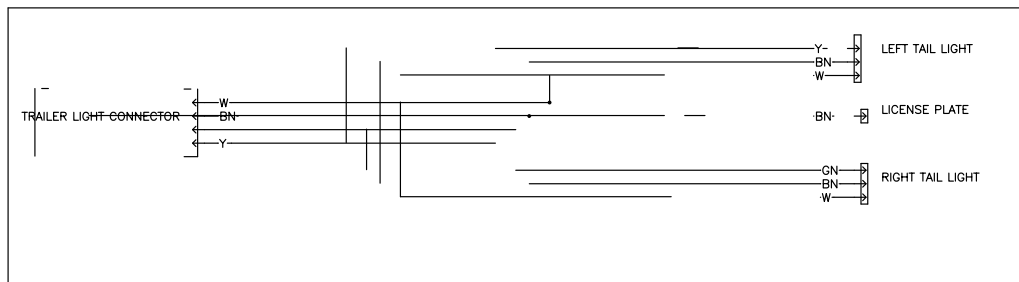 Y
LEFT TAIL LIGHT
BN
W
W
TRAILER LIGHT CONNECTOR
BN
BN
LICENSE PLATE
Y
GN
BN
RIGHT TAIL LIGHT
W